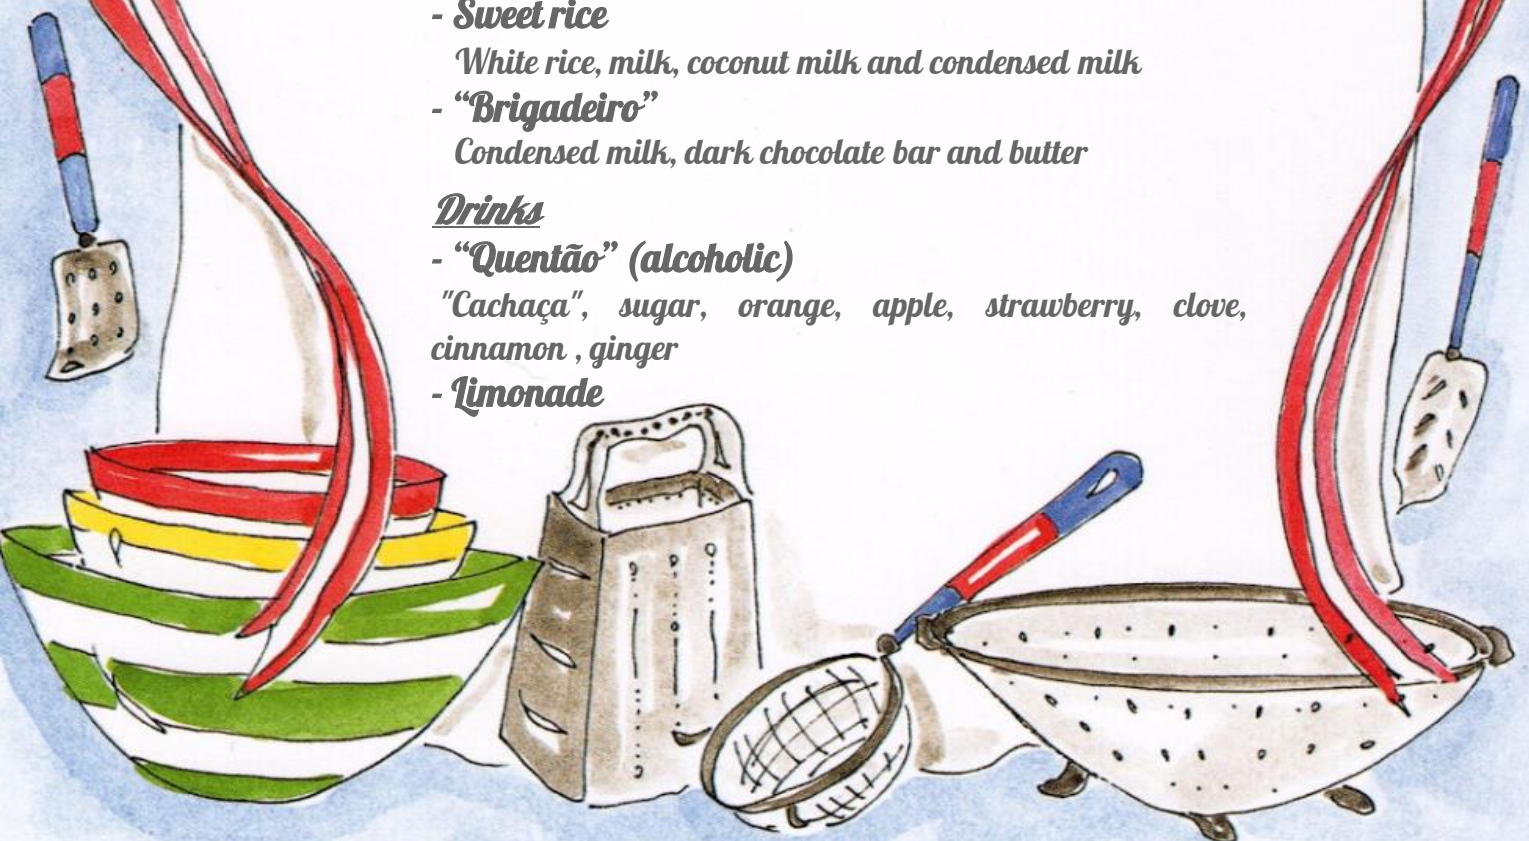 - Sweet rice
White rice, milk, coconut milk and condensed milk
- “Brigadeiro”
Condensed milk, dark chocolate bar and butter
Drinks
- “Quentão” (alcoholic)
"Cachaça", sugar, orange, apple, strawberry, clove,
cinnamon , ginger
- Limonade